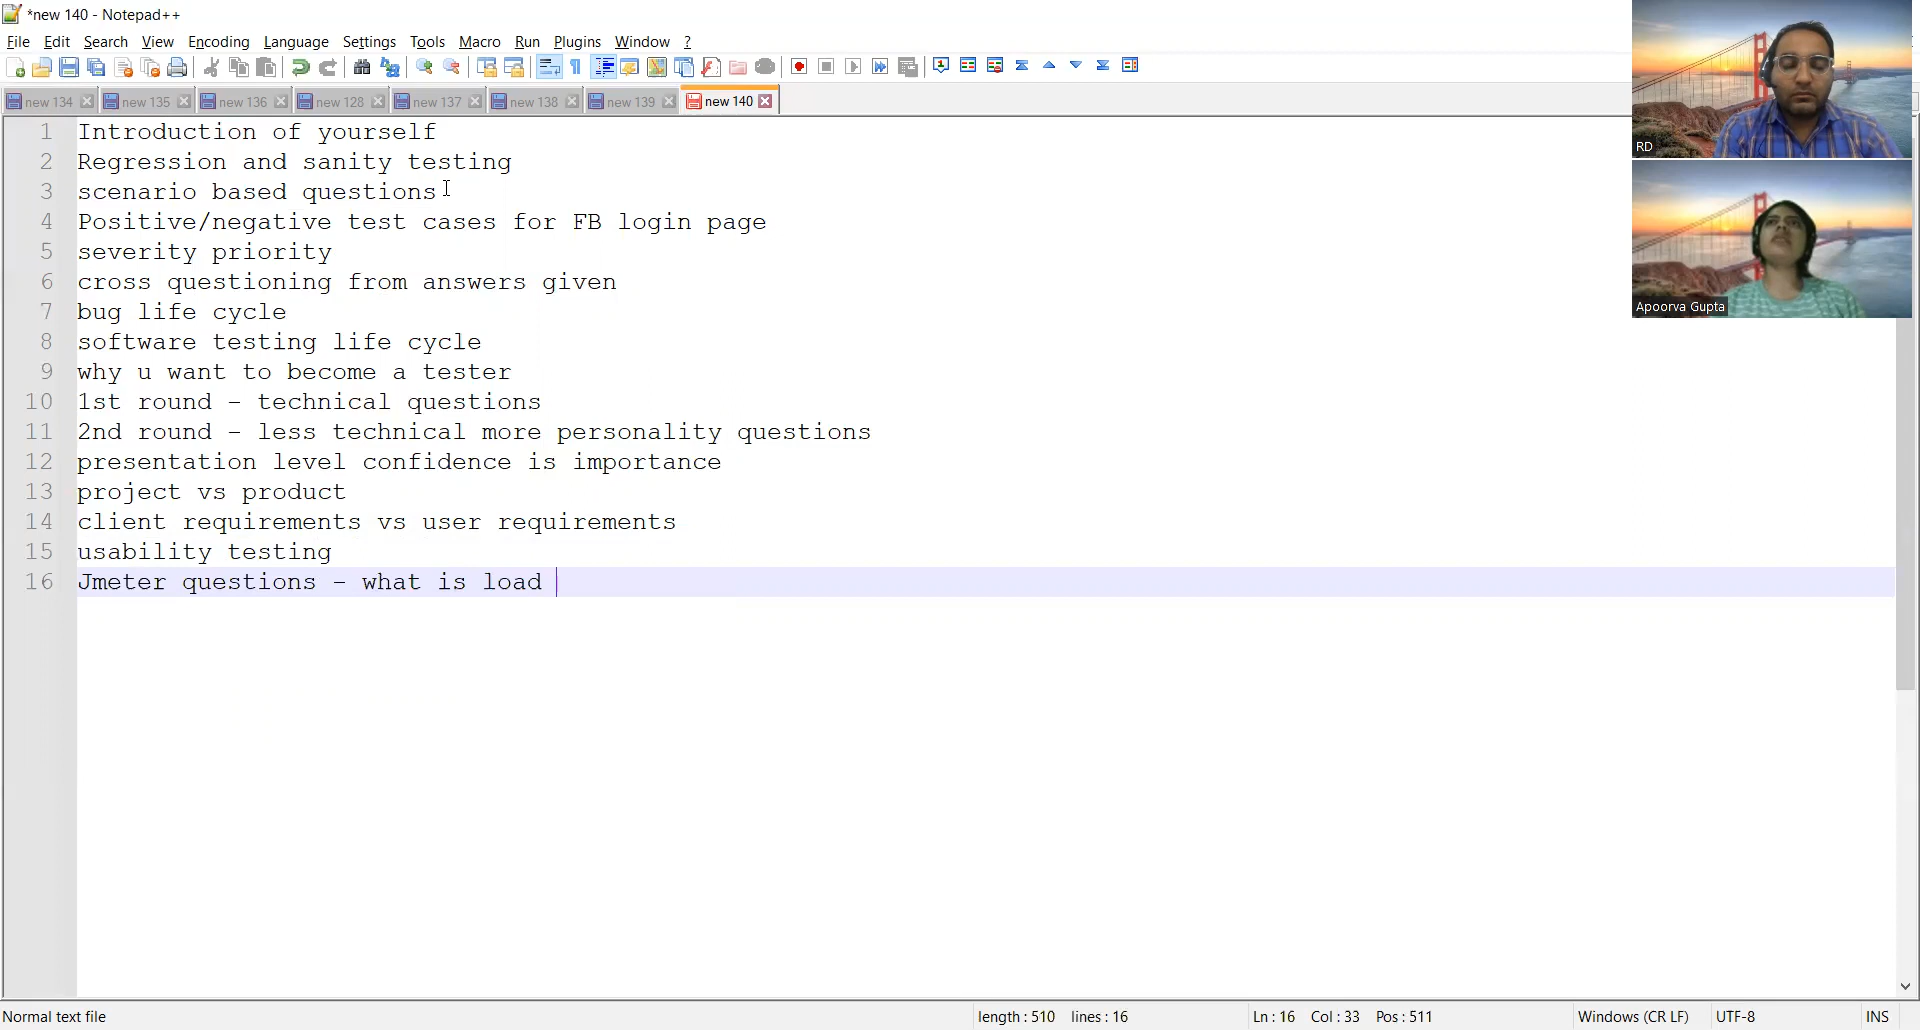 *new 140 - Notepad++
File Edit Search View Encoding Language Settings Tools Macro Run Plugins Window ?
new 134 new 135 new 136 new 128 new 137 new 138 new 139 new 140
1 Introduction of yourself
2 Regression and sanity testing
3 scenario based questions
4 Positive/negative test cases for FB login page
5 severity priority
6 cross questioning from answers given
7 bug life cycle
8 software testing life cycle
9 why u want to become a tester
10 1st round - technical questions
11 2nd round - less technical more personality questions
12 presentation level confidence is importance
13 project vs product
14 client requirements vs user requirements
15 usability testing
16 Jmeter questions - what is load
RD
Apoorva Gupta
Normal text file length : 510 lines : 16 Ln : 16 Col : 33 Pos : 511 Windows (CR LF) UTF-8 INS